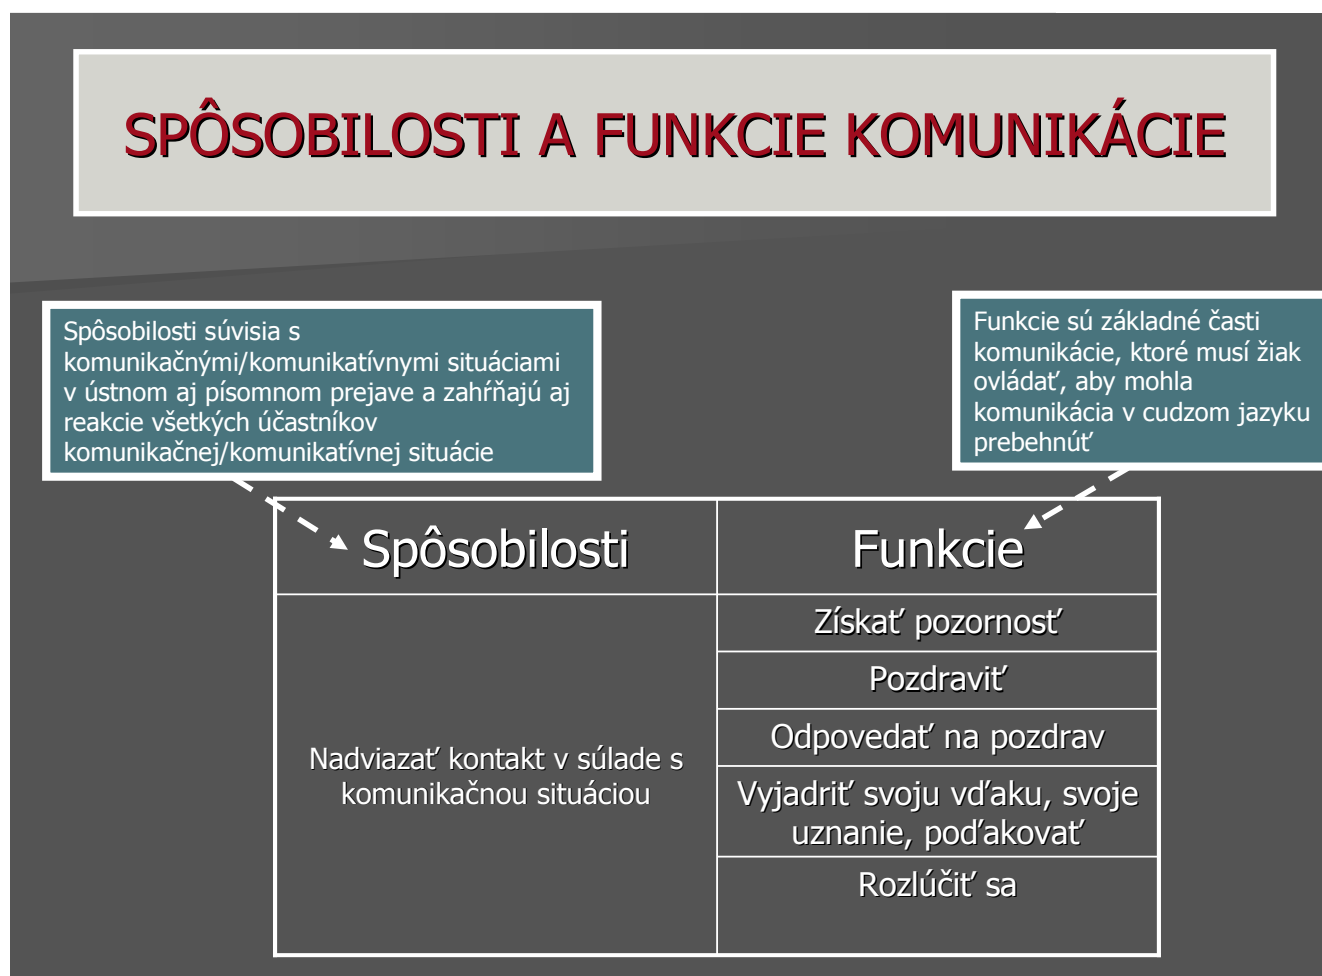 SPÔSOBILOSTI A FUNKCIE KOMUNIKÁCIE
Spôsobilosti súvisia s
komunikačnými/komunikatívnymi situáciami
v ústnom aj písomnom prejave a zahŕňajú aj
reakcie všetkých účastníkov
komunikačnej/komunikatívnej situácie
Funkcie sú základné časti
komunikácie, ktoré musí žiak
ovládať, aby mohla
komunikácia v cudzom jazyku
prebehnúť
Spôsobilosti
Funkcie
Nadviazať kontakt v súlade s
komunikačnou situáciou
Získať pozornosť
Pozdraviť
Odpovedať na pozdrav
Vyjadriť svoju vďaku, svoje
uznanie, poďakovať
Rozlúčiť sa